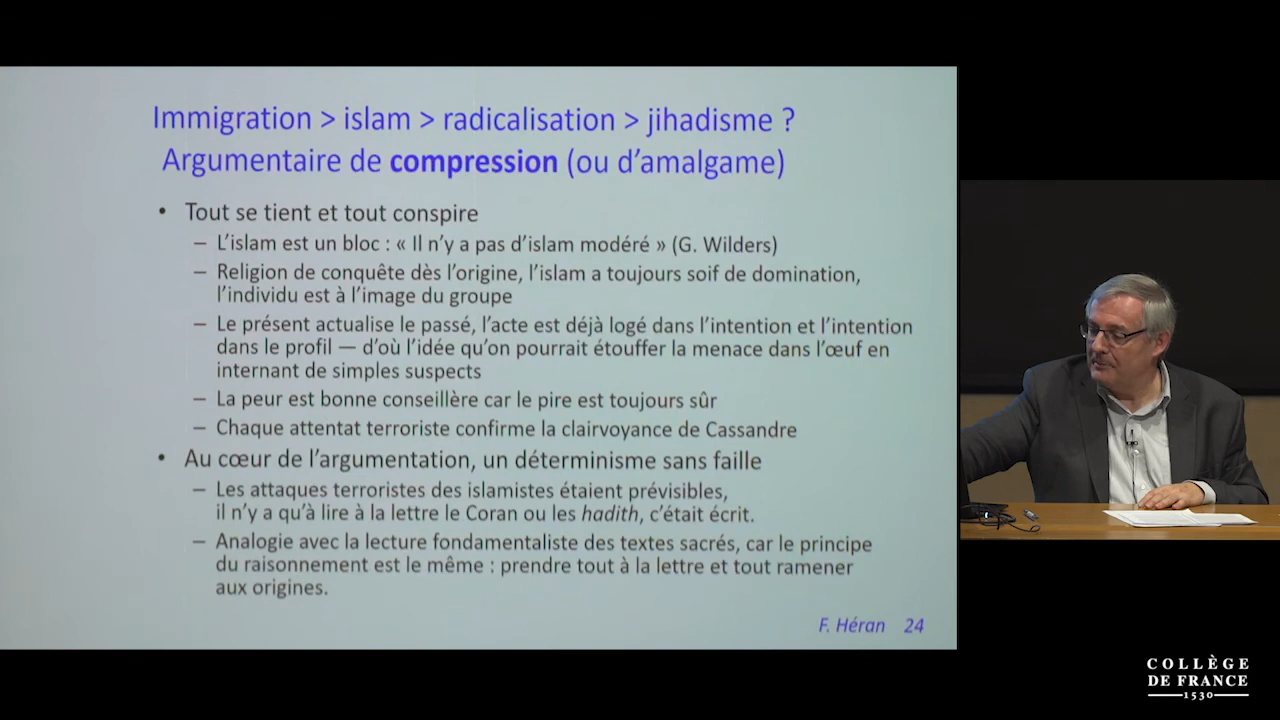 Immigration > islam > radicalisation > jihadisme ?
Argumentaire de compression (ou d’amalgame)
• Tout se tient et tout conspire
– L’islam est un bloc : « Il n’y a pas d’islam modéré » (G. Wilders)
– Religion de conquête dès l’origine, l’islam a toujours soif de domination,
l’individu est à l’image du groupe
– Le présent actualise le passé, l’acte est déjà logé dans l’intention et l’intention
dans le profil — d’où l’idée qu’on pourrait étouffer la menace dans l’œuf en
internant de simples suspects
– La peur est bonne conseillère car le pire est toujours sûr
– Chaque attentat terroriste confirme la clairvoyance de Cassandre
• Au cœur de l’argumentation, un déterminisme sans faille
– Les attaques terroristes des islamistes étaient prévisibles,
il n’y a qu’à lire à la lettre le Coran ou les hadith, c’était écrit.
– Analogie avec la lecture fondamentaliste des textes sacrés, car le principe
du raisonnement est le même : prendre tout à la lettre et tout ramener
aux origines.
F. Héran 24
COLLÈGE
DE FRANCE
1530